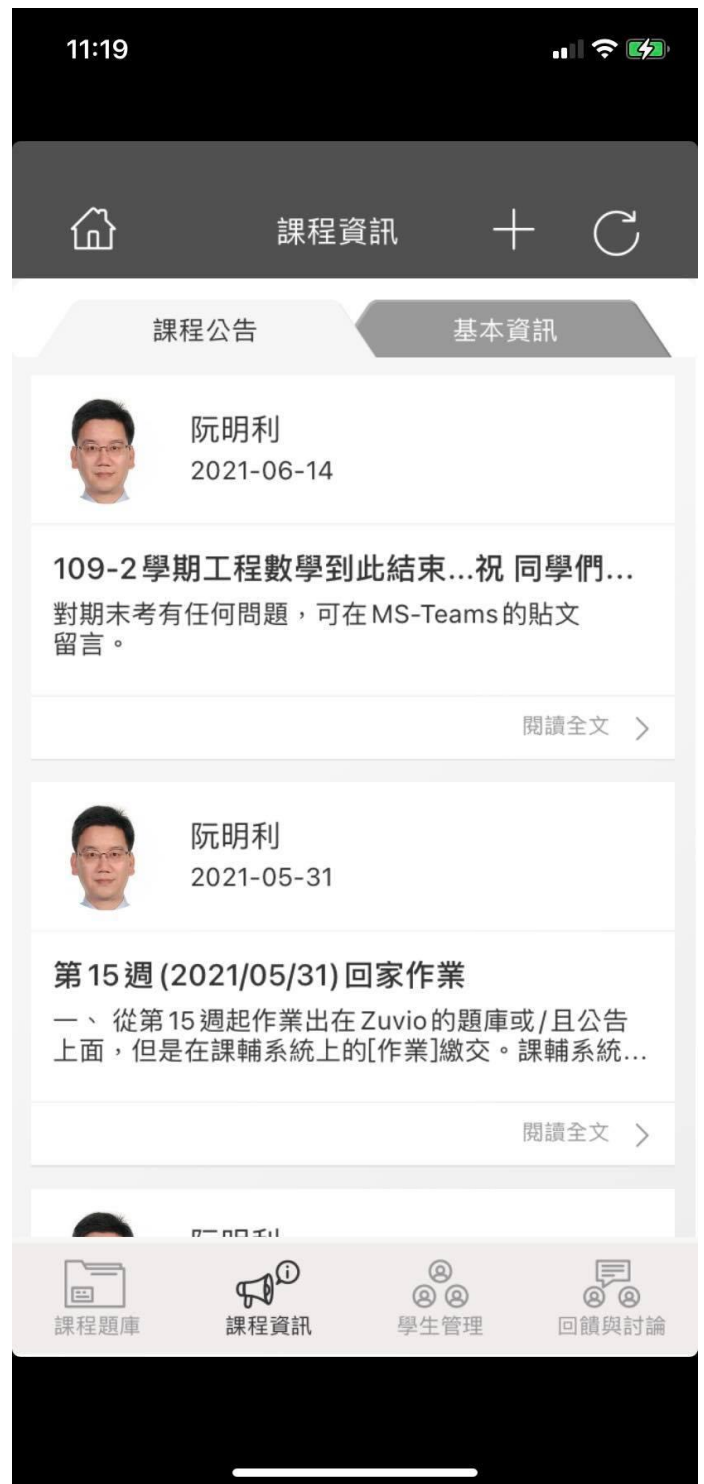 11:19
課程資訊
課程公告
基本資訊
阮明利
2021-06-14
109-2學期工程數學到此結束...祝 同學們...
對期末考有任何問題,可在MS-Teams的貼文
留言。
閱讀全文
阮明利
2021-05-31
第15週(2021/05/31)回家作業
一、 從第15週起作業出在Zuvio的題庫或/且公告
上面,但是在課輔系統上的[作業]繳交。課輔系統...
閱讀全文
課程題庫
課程資訊
學生管理
回饋與討論